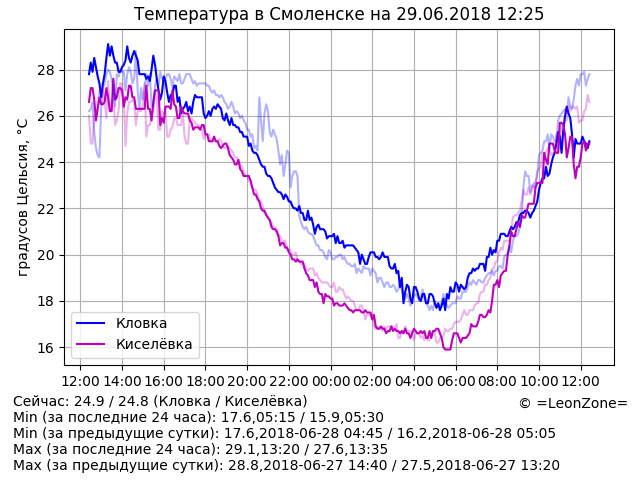 Температура в Смоленске на 29.06.2018 12:25
градусов Цельсия, °C
28
26
24
22
20
18
16
Кловка
Киселёвка
12:00 14:00 16:00 18:00 20:00 22:00 00:00 02:00 04:00 06:00 08:00 10:00 12:00
Сейчас: 24.9 / 24.8 (Кловка / Киселёвка)
© =LeonZone=
Min (за последние 24 часа): 17.6,05:15 / 15.9,05:30
Min (за предыдущие сутки): 17.6,2018-06-28 04:45 / 16.2,2018-06-28 05:05
Max (за последние 24 часа): 29.1,13:20 / 27.6,13:35
Max (за предыдущие сутки): 28.8,2018-06-27 14:40 / 27.5,2018-06-27 13:20